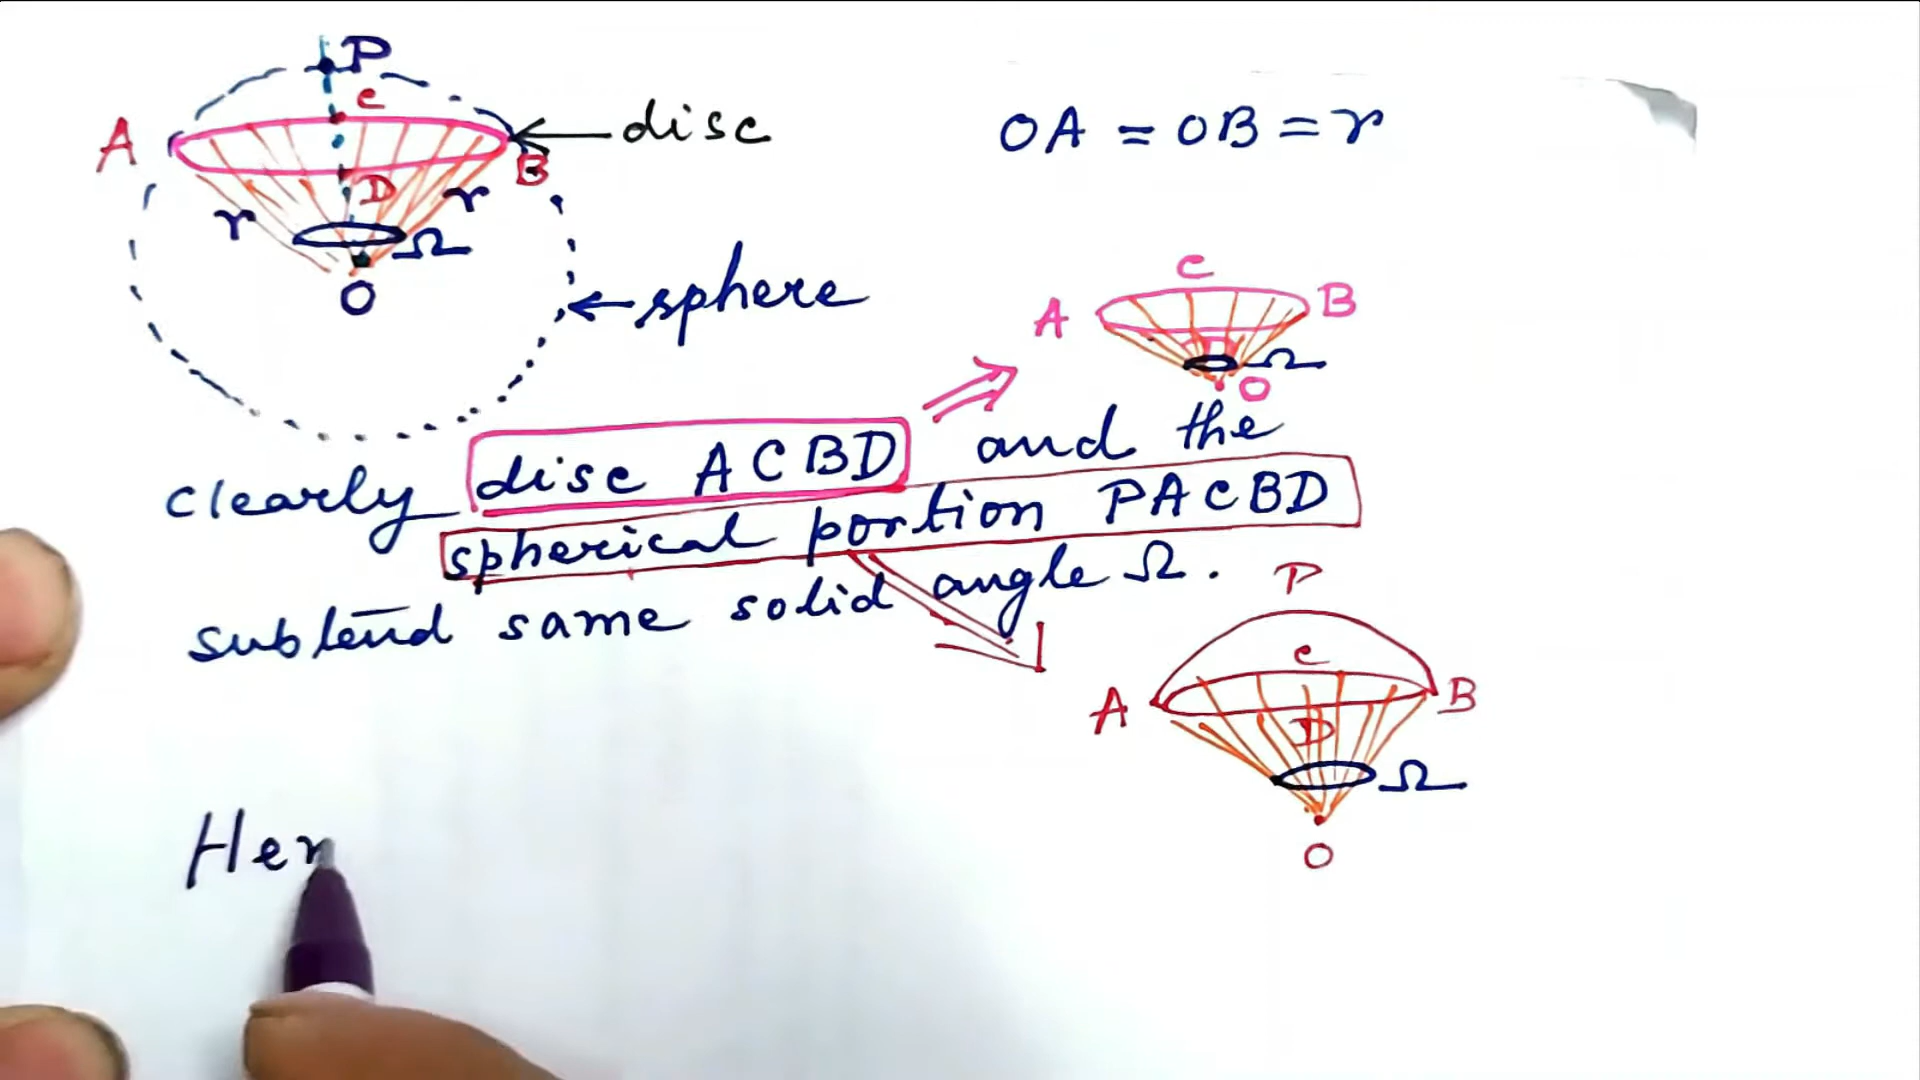 P
C
A
disc
B
D
r
r
Ω
O
sphere
OA = OB = r
C
A
B
Ω
O
clearly disc ACBD and the
spherical portion PACBD
subtend same solid angle Ω.
P
C
A
B
D
Ω
O
Her